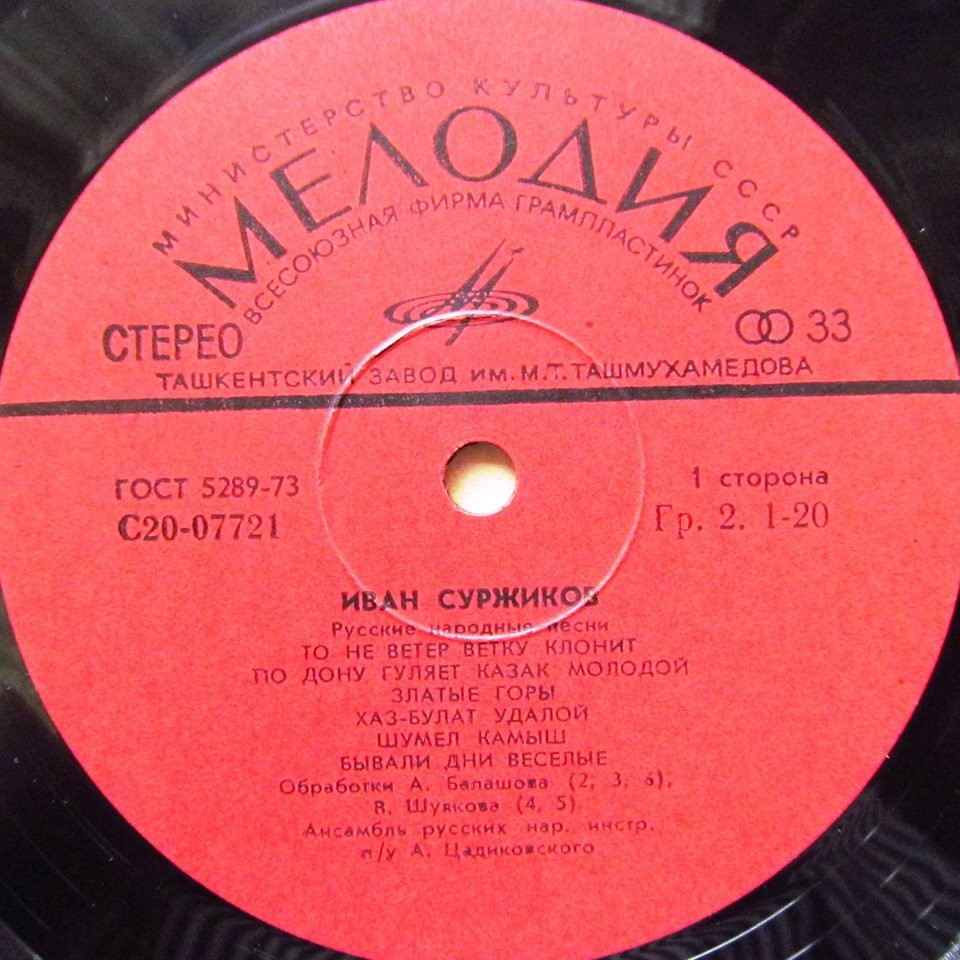 МИНИСТЕРСТВО КУЛЬТУРЫ СССР
МЕЛОДИЯ
ВСЕСОЮЗНАЯ ФИРМА ГРАМПЛАСТИНОК
СТЕРЕО 33
ТАШКЕНТСКИЙ ЗАВОД ИМ. М.Т. ТАШМУХАМЕДОВА
ГОСТ 5289-73 1 сторона
С20-07721 Гр. 2. 1-20
ИВАН СУРЖИКОВ
Русские народные песни
ТО НЕ ВЕТЕР ВЕТКУ КЛОНИТ
ПО ДОНУ ГУЛЯЕТ КАЗАК МОЛОДОЙ
ЗЛАТЫЕ ГОРЫ
ХАЗ-БУЛАТ УДАЛОЙ
ШУМЕЛ КАМЫШ
БЫВАЛИ ДНИ ВЕСЕЛЫЕ
Обработки А. Балашова (2, 3, 6),
В. Шуякова (4, 5)
Ансамбль русских нар. инстр.
п/у А. Цадиковского